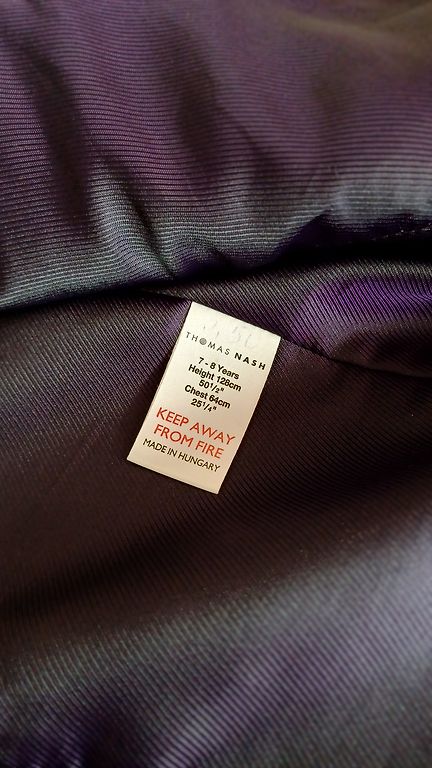 THOMAS NASH
7 - 8 Years
Height 128cm
50½"
Chest 64cm
25¼"
KEEP AWAY
FROM FIRE
MADE IN HUNGARY